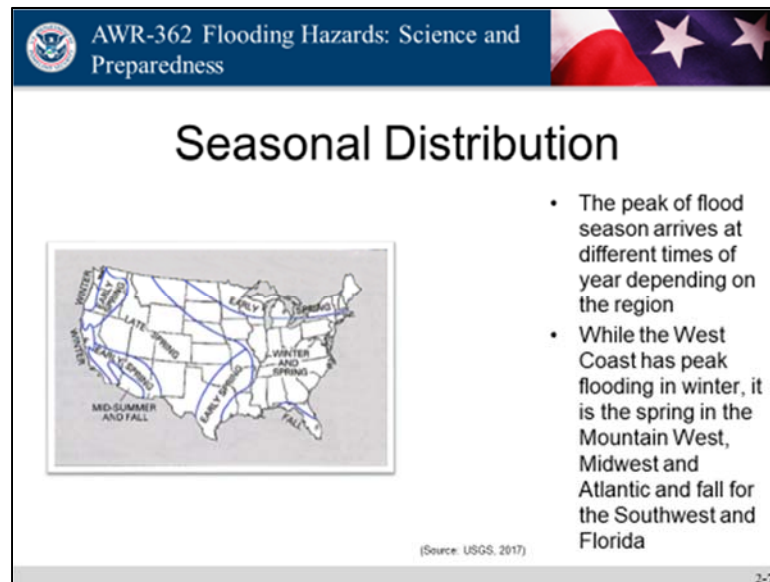 AWR-362 Flooding Hazards: Science and
Preparedness
Seasonal Distribution
• The peak of flood
season arrives at
different times of
year depending on
the region
• While the West
Coast has peak
flooding in winter, it
is the spring in the
Mountain West,
Midwest and
Atlantic and fall for
the Southwest and
Florida
WINTER
EARLY
SPRING
LATE SPRING
EARLY SPRING
WINTER
EARLY SPRING
WINTER
AND
SPRING
EARLY SPRING
MID-SUMMER
AND FALL
FALL
(Source: USGS, 2017)